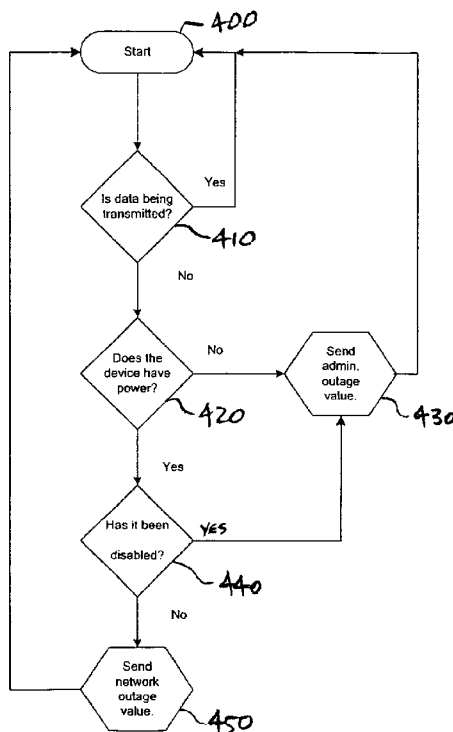 400
Start
Yes
Is data being
transmitted?
410
No
Does the
device have
power?
No
420
Send
admin.
outage
value.
430
Yes
Has it been
disabled?
YES
440
No
Send
network
outage
value.
450